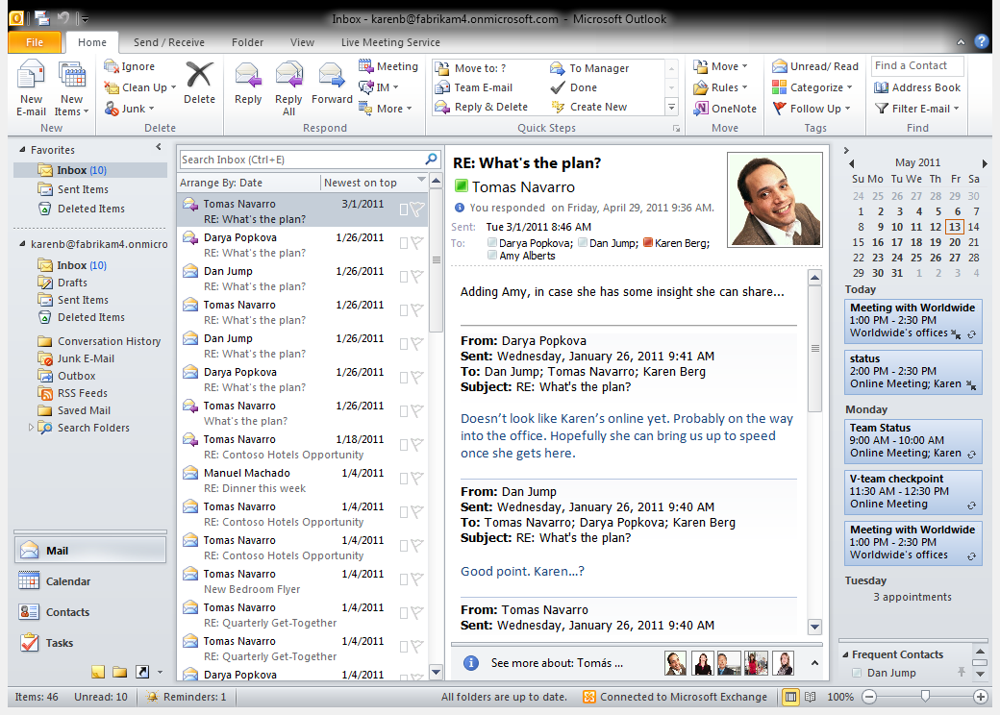 Inbox - karenb@fabrikam4.onmicrosoft.com - Microsoft Outlook
File Home Send / Receive Folder View Live Meeting Service
New E-mail
New Items
New
Ignore
Clean Up
Junk
Delete
Delete
Reply
Reply All
Forward
Meeting
IM
More
Respond
Move to: ?
Team E-mail
Reply & Delete
To Manager
Done
Create New
Quick Steps
Move
Rules
OneNote
Move
Unread/ Read
Categorize
Follow Up
Tags
Find a Contact
Address Book
Filter E-mail
Find
Favorites
Inbox (10)
Sent Items
Deleted Items
karenb@fabrikam4.onmicro
Inbox (10)
Drafts
Sent Items
Deleted Items
Conversation History
Junk E-Mail
Outbox
RSS Feeds
Saved Mail
Search Folders
Mail
Calendar
Contacts
Tasks
Search Inbox (Ctrl+E)
Arrange By: Date Newest on top
Tomas Navarro 3/1/2011
RE: What's the plan?
Darya Popkova 1/26/2011
RE: What's the plan?
Dan Jump 1/26/2011
RE: What's the plan?
Tomas Navarro 1/26/2011
RE: What's the plan?
Dan Jump 1/26/2011
RE: What's the plan?
Darya Popkova 1/26/2011
RE: What's the plan?
Tomas Navarro 1/26/2011
What's the plan?
Tomas Navarro 1/18/2011
RE: Contoso Hotels Opportunity
Manuel Machado 1/4/2011
RE: Dinner this week
Tomas Navarro 1/4/2011
RE: Contoso Hotels Opportunity
Tomas Navarro 1/4/2011
RE: Contoso Hotels Opportunity
Tomas Navarro 1/4/2011
New Bedroom Flyer
Tomas Navarro 1/4/2011
RE: Quarterly Get-Together
Tomas Navarro 1/4/2011
RE: Quarterly Get-Together
Darya Popkova 1/4/2011
RE: What's the plan?
Tomas Navarro
You responded on Friday, April 29, 2011 9:36 AM.
Sent: Tue 3/1/2011 8:46 AM
To: Darya Popkova; Dan Jump; Karen Berg;
Amy Alberts
Adding Amy, in case she has some insight she can share...
From: Darya Popkova
Sent: Wednesday, January 26, 2011 9:41 AM
To: Dan Jump; Tomas Navarro; Karen Berg
Subject: RE: What's the plan?
Doesn’t look like Karen’s online yet. Probably on the way
into the office. Hopefully she can bring us up to speed
once she gets here.
From: Dan Jump
Sent: Wednesday, January 26, 2011 9:40 AM
To: Tomas Navarro; Darya Popkova; Karen Berg
Subject: RE: What's the plan?
Good point. Karen...?
From: Tomas Navarro
Sent: Wednesday, January 26, 2011 9:40 AM
See more about: Tomás ...
May 2011
Su Mo Tu We Th Fr Sa
24 25 26 27 28 29 30
1 2 3 4 5 6 7
8 9 10 11 12 13 14
15 16 17 18 19 20 21
22 23 24 25 26 27 28
29 30 31 1 2 3 4
Today
Meeting with Worldwide
1:00 PM - 2:30 PM
Worldwide's offices
status
2:00 PM - 2:30 PM
Online Meeting; Karen
Monday
Team Status
9:00 AM - 10:00 AM
Online Meeting; Karen
V-team checkpoint
11:30 AM - 12:30 PM
Online Meeting
Meeting with Worldwide
1:00 PM - 2:30 PM
Worldwide's offices
Tuesday
3 appointments
Frequent Contacts
Dan Jump
Items: 46 Unread: 10 Reminders: 1 All folders are up to date. Connected to Microsoft Exchange 100%